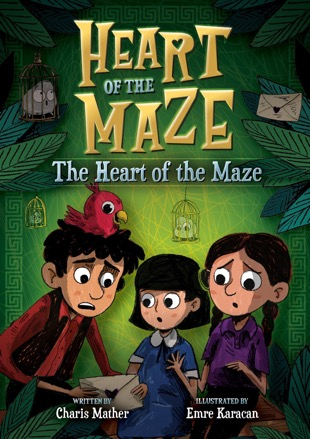 HEART
OF THE
MAZE
The Heart of the Maze
WRITTEN BY
Charis Mather
ILLUSTRATED BY
Emre Karacan